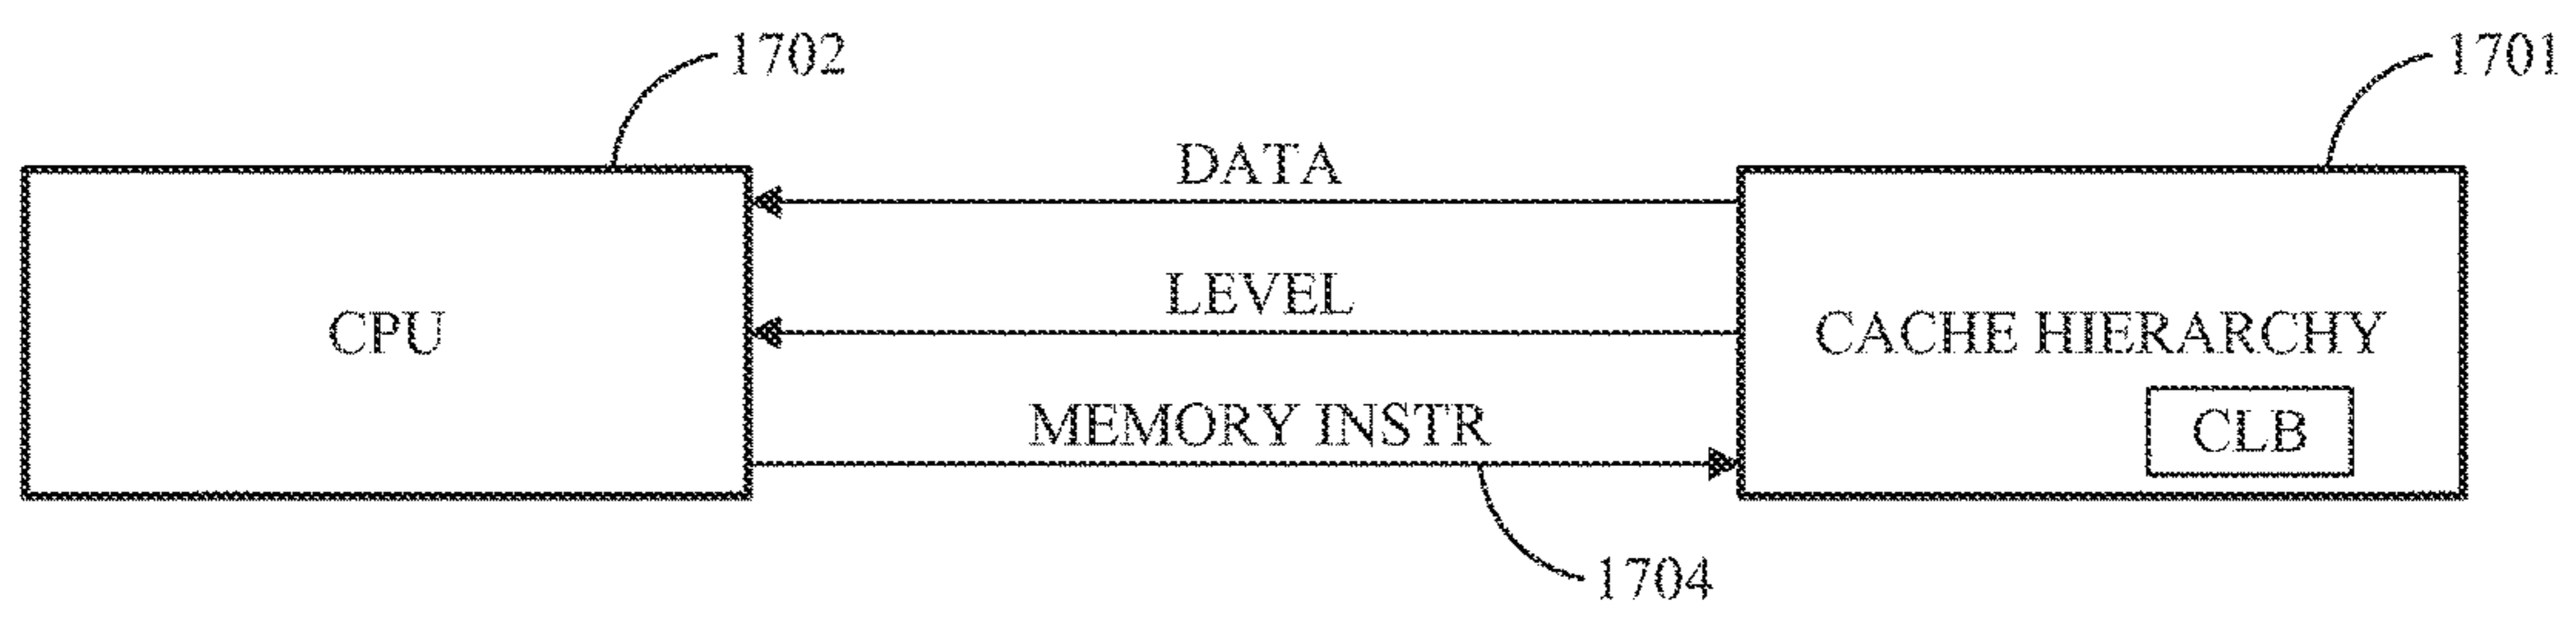 1702
1701
DATA
LEVEL
CPU
CACHE HIERARCHY
MEMORY INSTR
CLB
1704